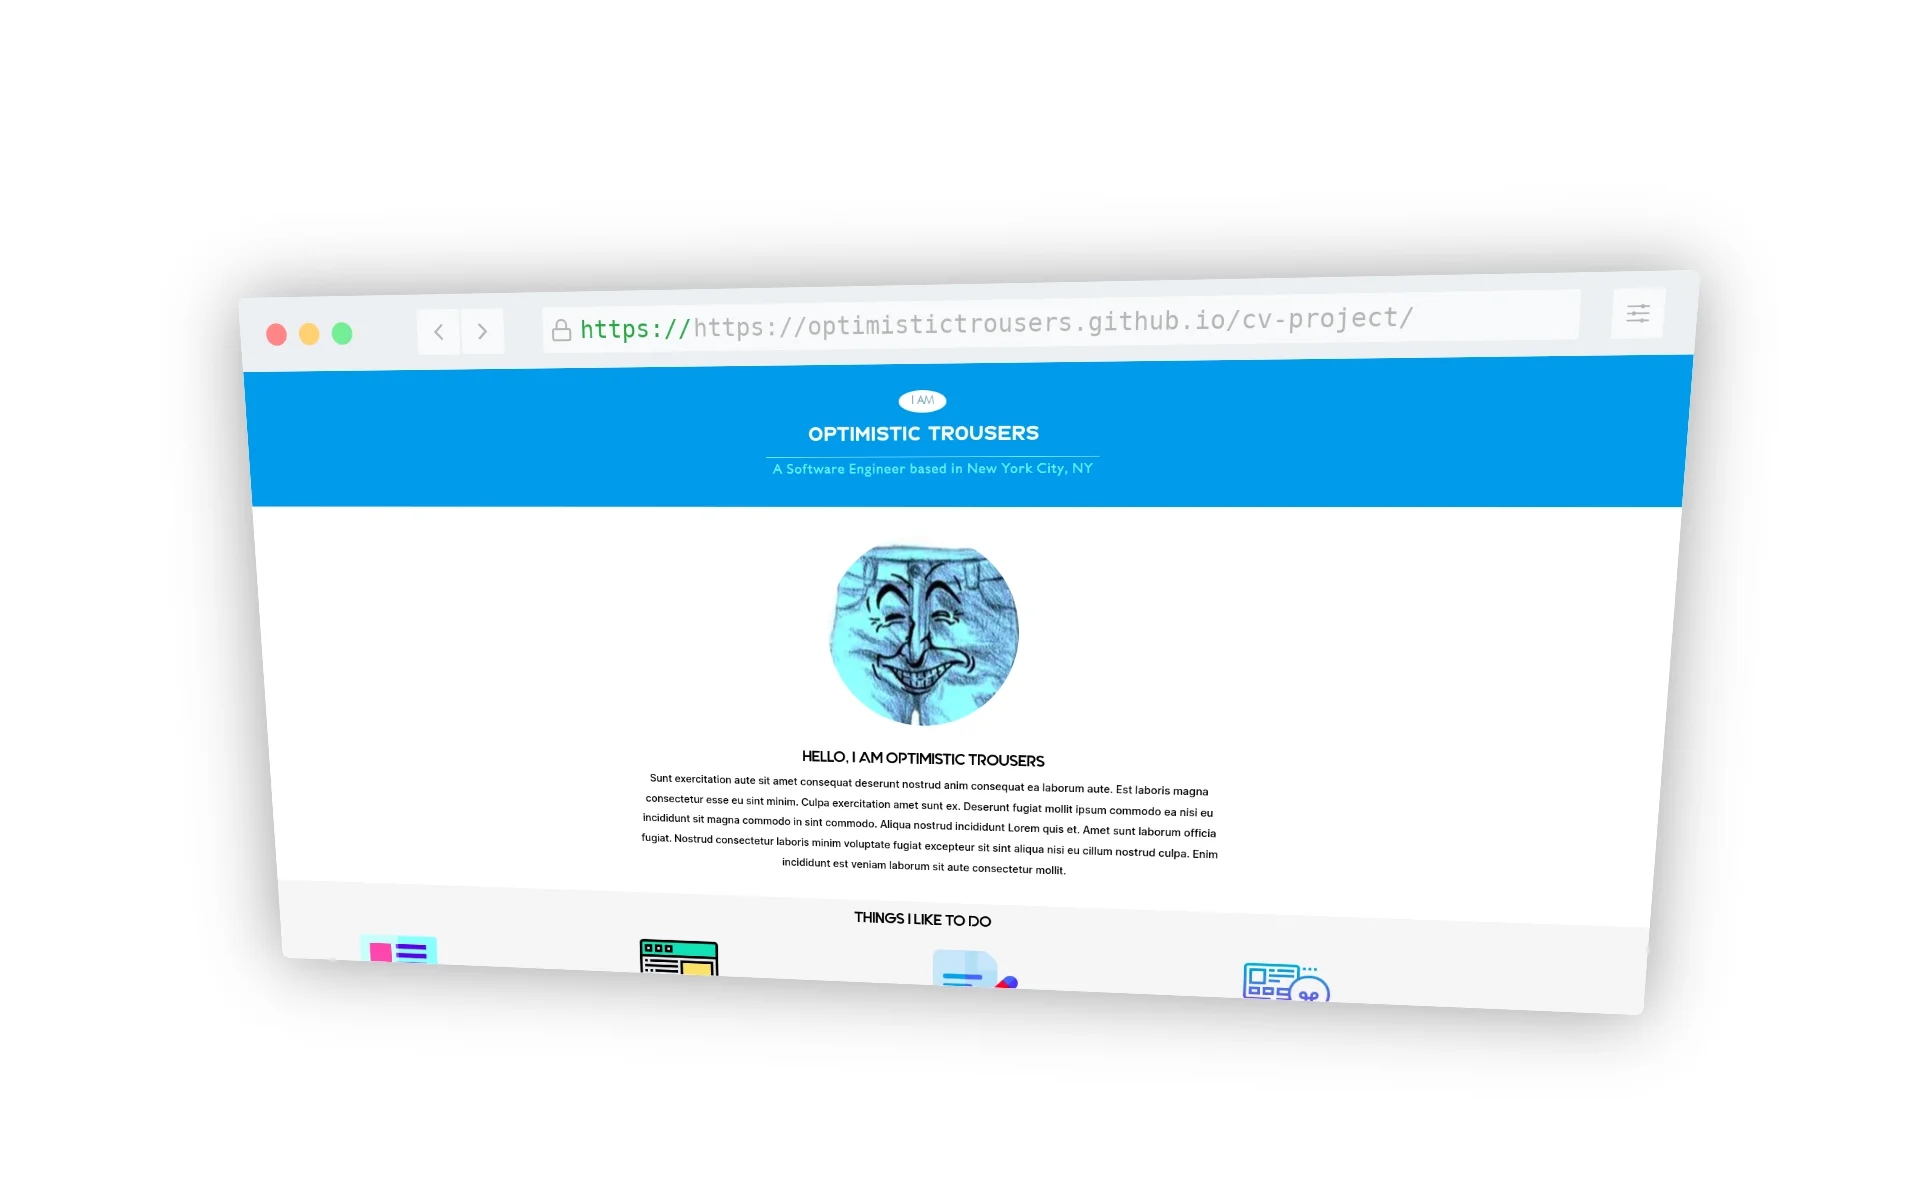 https://https://optimistictrousers.github.io/cv-project/
I AM
OPTIMISTIC TROUSERS
A Software Engineer based in New York City, NY
HELLO, I AM OPTIMISTIC TROUSERS
Sunt exercitation aute sit amet consequat deserunt nostrud anim consequat ea laborum aute. Est laboris magna
consectetur esse eu sint minim. Culpa exercitation amet sunt ex. Deserunt fugiat mollit ipsum commodo ea nisi eu
incididunt sit magna commodo in sint commodo. Aliqua nostrud incididunt Lorem quis et. Amet sunt laborum officia
fugiat. Nostrud consectetur laboris minim voluptate fugiat excepteur sit sint aliqua nisi eu cillum nostrud culpa. Enim
incididunt est veniam laborum sit aute consectetur mollit.
THINGS I LIKE TO DO